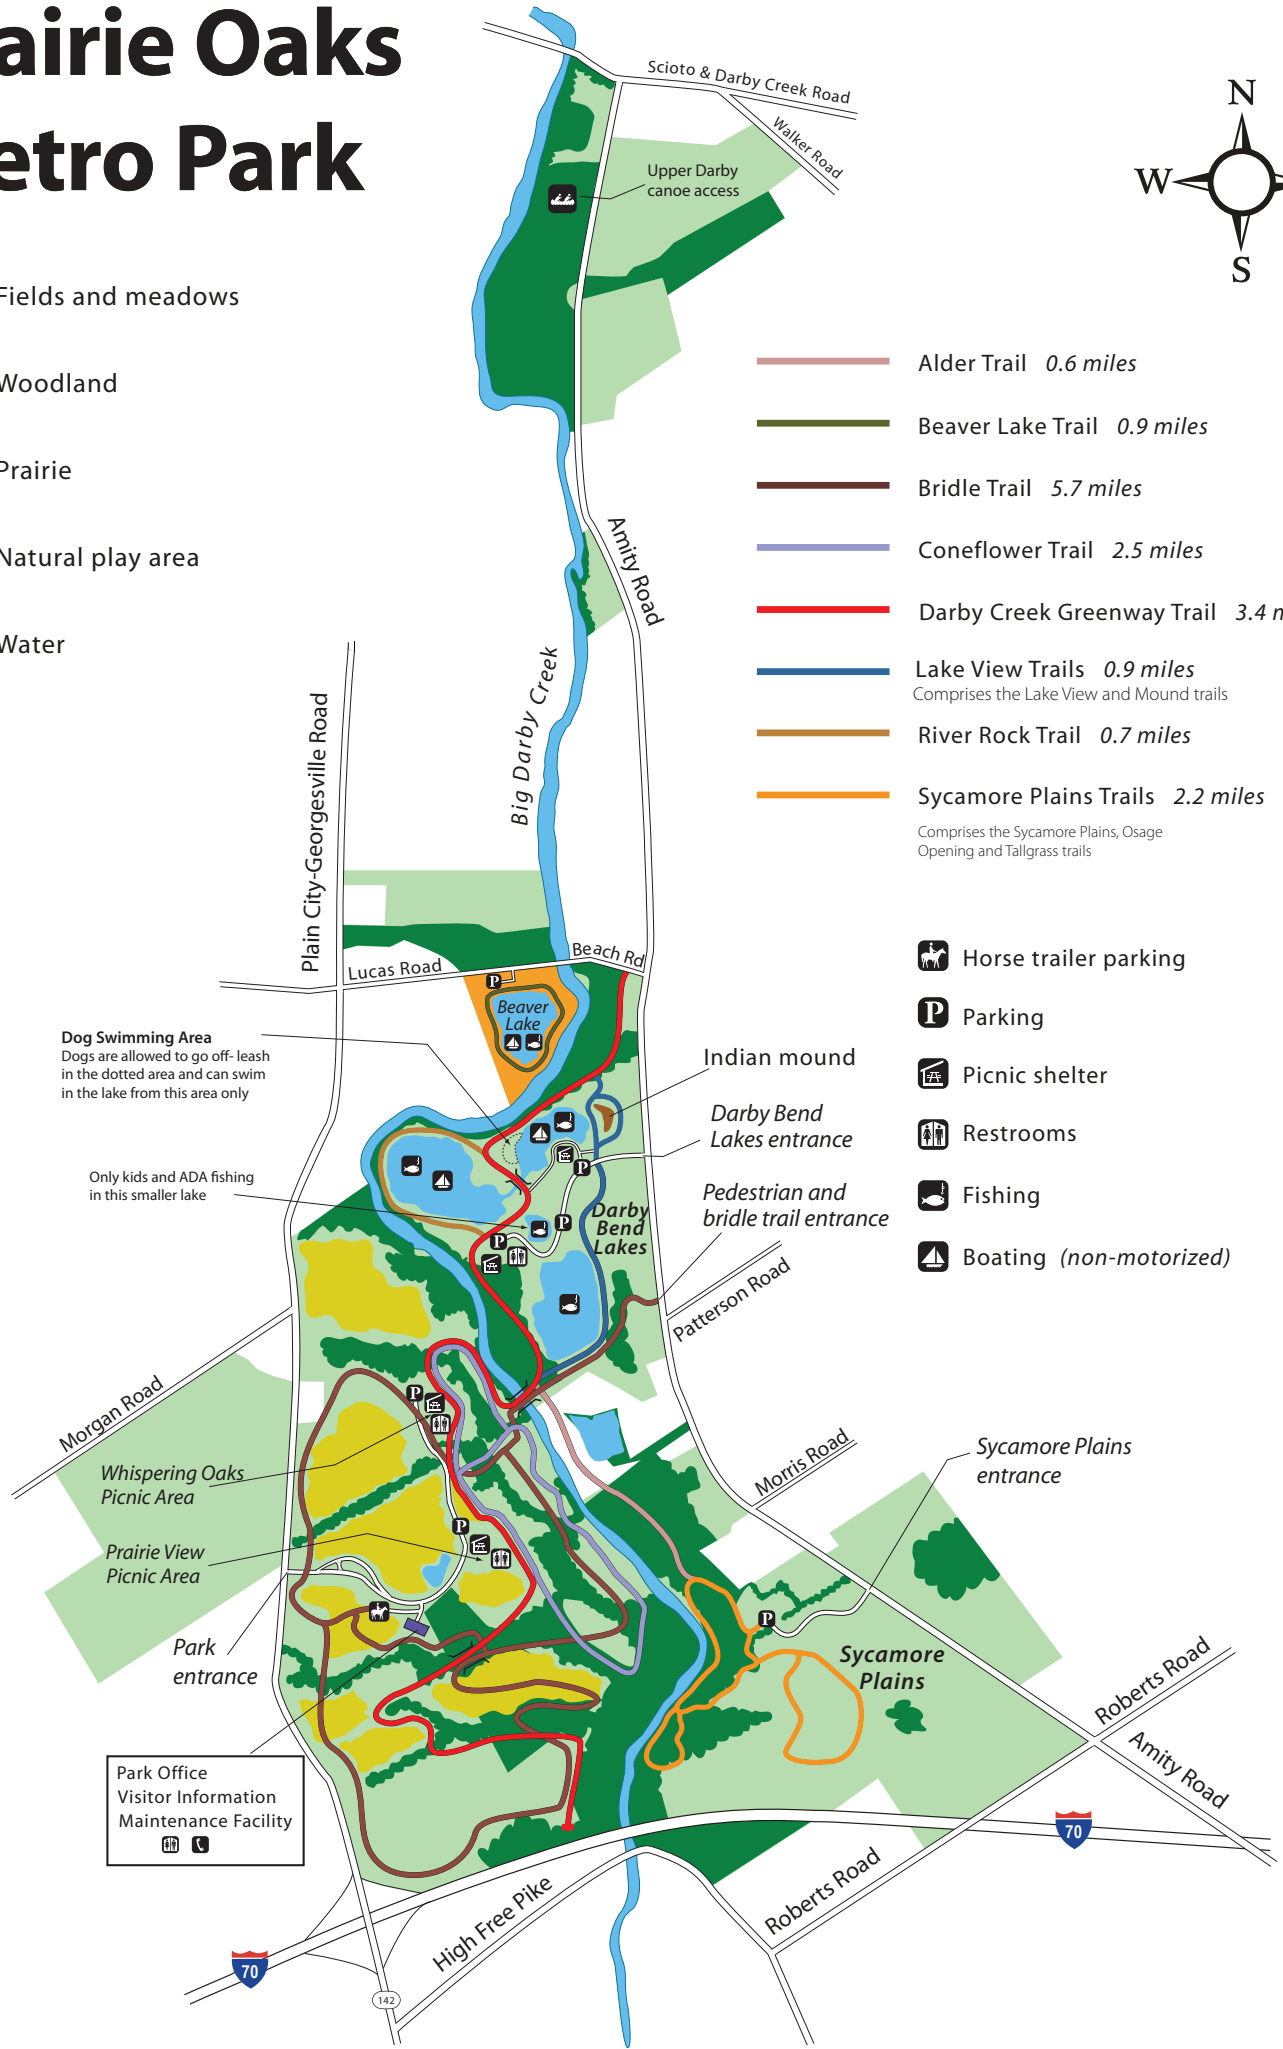 airie Oaks
etro Park
Fields and meadows
Woodland
Prairie
Natural play area
Water
Scioto & Darby Creek Road
Walker Road
Upper Darby
canoe access
N
W
S
Alder Trail 0.6 miles
Beaver Lake Trail 0.9 miles
Bridle Trail 5.7 miles
Coneflower Trail 2.5 miles
Darby Creek Greenway Trail 3.4 m
Lake View Trails 0.9 miles
Comprises the Lake View and Mound trails
River Rock Trail 0.7 miles
Sycamore Plains Trails 2.2 miles
Comprises the Sycamore Plains, Osage
Opening and Tallgrass trails
Horse trailer parking
P Parking
Picnic shelter
Restrooms
Fishing
Boating (non-motorized)
Amity Road
Big Darby Creek
Plain City-Georgesville Road
Lucas Road
Beach Rd
P
Beaver
Lake
Dog Swimming Area
Dogs are allowed to go off- leash
in the dotted area and can swim
in the lake from this area only
Indian mound
Darby Bend
Lakes entrance
P
Only kids and ADA fishing
in this smaller lake
Pedestrian and
bridle trail entrance
P
P
Darby
Bend
Lakes
Patterson Road
Morgan Road
P
Whispering Oaks
Picnic Area
Morris Road
Sycamore Plains
entrance
P
Prairie View
Picnic Area
P
Park
entrance
Sycamore
Plains
Roberts Road
Amity Road
Park Office
Visitor Information
Maintenance Facility
70
Roberts Road
High Free Pike
70
142